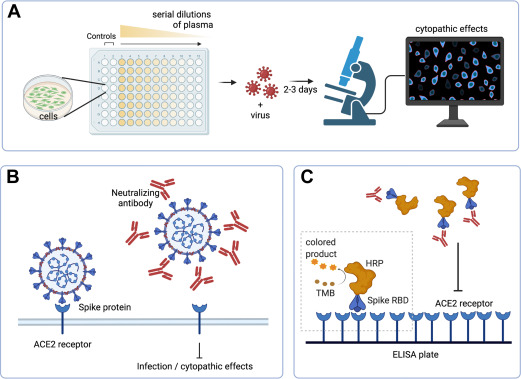 A
serial dilutions
of plasma
Controls
cells
+
virus
2-3 days
cytopathic effects
B
Neutralizing
antibody
Spike protein
ACE2 receptor
Infection / cytopathic effects
C
colored
product
HRP
TMB
Spike RBD
ACE2 receptor
ELISA plate